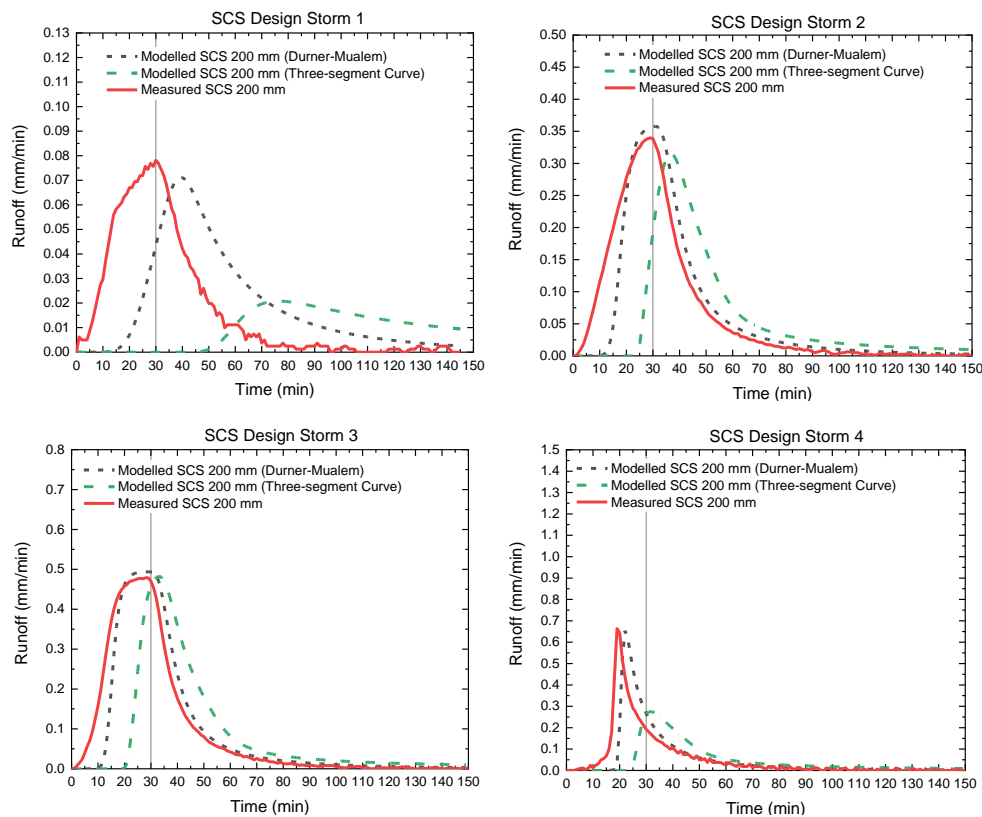 SCS Design Storm 1
0.13
0.12
0.11
0.10
0.09
0.08
0.07
0.06
0.05
0.04
0.03
0.02
0.01
0.00
Runoff (mm/min)
Modelled SCS 200 mm (Durner-Mualem)
Modelled SCS 200 mm (Three-segment Curve)
Measured SCS 200 mm
0 10 20 30 40 50 60 70 80 90 100 110 120 130 140 150
Time (min)
SCS Design Storm 2
0.50
0.45
0.40
0.35
0.30
0.25
0.20
0.15
0.10
0.05
0.00
Runoff (mm/min)
Modelled SCS 200 mm (Durner-Mualem)
Modelled SCS 200 mm (Three-segment Curve)
Measured SCS 200 mm
0 10 20 30 40 50 60 70 80 90 100 110 120 130 140 150
Time (min)
SCS Design Storm 3
0.8
0.7
0.6
0.5
0.4
0.3
0.2
0.1
0.0
Runoff (mm/min)
Modelled SCS 200 mm (Durner-Mualem)
Modelled SCS 200 mm (Three-segment Curve)
Measured SCS 200 mm
0 10 20 30 40 50 60 70 80 90 100 110 120 130 140 150
Time (min)
SCS Design Storm 4
1.5
1.4
1.3
1.2
1.1
1.0
0.9
0.8
0.7
0.6
0.5
0.4
0.3
0.2
0.1
0.0
Runoff (mm/min)
Modelled SCS 200 mm (Durner-Mualem)
Modelled SCS 200 mm (Three-segment Curve)
Measured SCS 200 mm
0 10 20 30 40 50 60 70 80 90 100 110 120 130 140 150
Time (min)